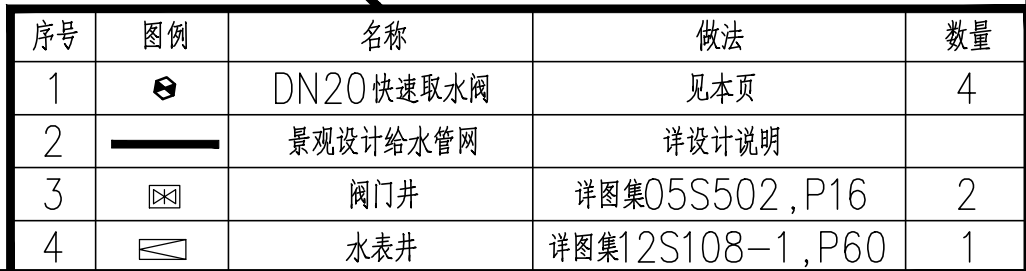 序号 图例 名称 做法 数量
1 DN20快速取水阀 见本页 4
2 景观设计给水管网 详设计说明
3 阀门井 详图集05S502,P16 2
4 水表井 详图集12S108-1,P60 1